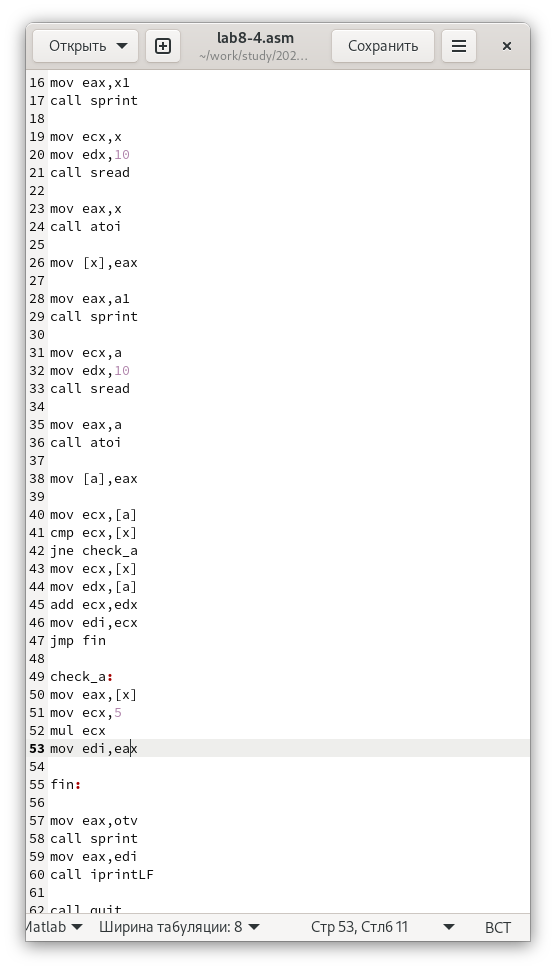 Открыть
lab8-4.asm
~/work/study/202…
Сохранить
16 mov eax,x1
17 call sprint
18
19 mov ecx,x
20 mov edx,10
21 call sread
22
23 mov eax,x
24 call atoi
25
26 mov [x],eax
27
28 mov eax,a1
29 call sprint
30
31 mov ecx,a
32 mov edx,10
33 call sread
34
35 mov eax,a
36 call atoi
37
38 mov [a],eax
39
40 mov ecx,[a]
41 cmp ecx,[x]
42 jne check_a
43 mov ecx,[x]
44 mov edx,[a]
45 add ecx,edx
46 mov edi,ecx
47 jmp fin
48
49 check_a:
50 mov eax,[x]
51 mov ecx,5
52 mul ecx
53 mov edi,eax
54
55 fin:
56
57 mov eax,otv
58 call sprint
59 mov eax,edi
60 call iprintLF
61
62 call quit
Matlab Ширина табуляции: 8 Стр 53, Стлб 11 ВСТ